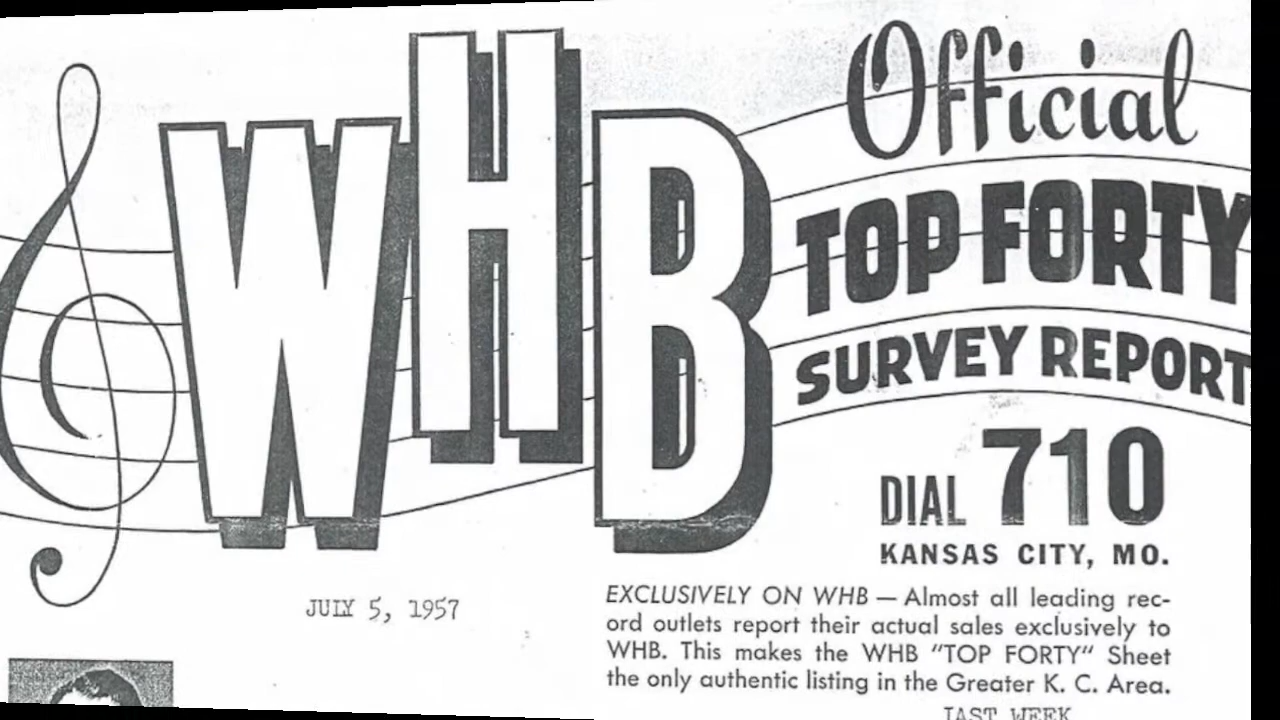 WHB
Official
TOP FORTY
SURVEY REPORT
DIAL 710
KANSAS CITY, MO.
JULY 5, 1957
EXCLUSIVELY ON WHB — Almost all leading rec-
ord outlets report their actual sales exclusively to
WHB. This makes the WHB "TOP FORTY" Sheet
the only authentic listing in the Greater K. C. Area.
LAST WEEK